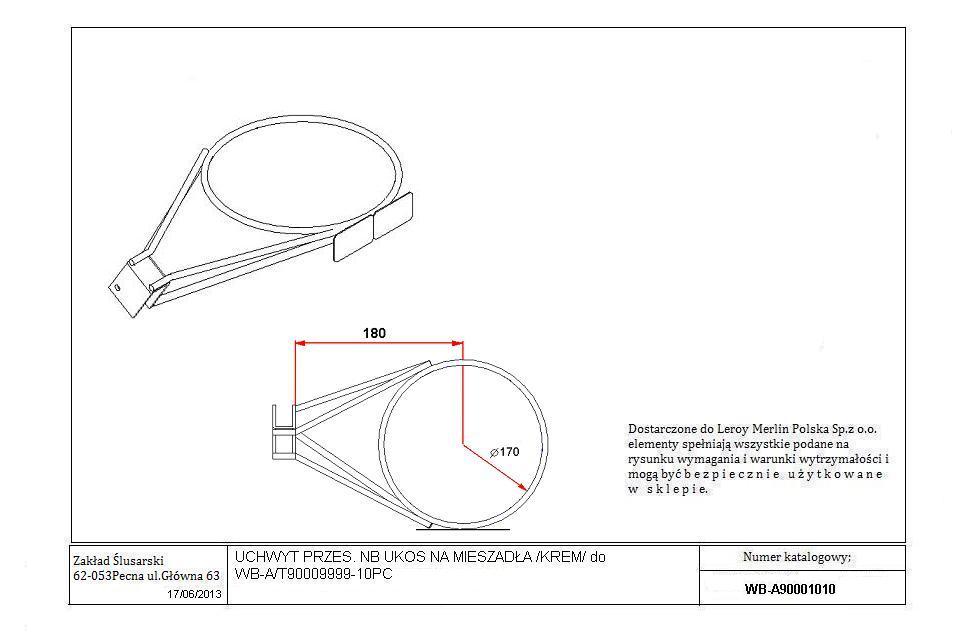 180
⌀170
Dostarczone do Leroy Merlin Polska Sp.z o.o.
elementy spełniają wszystkie podane na
rysunku wymagania i warunki wytrzymałości i
mogą być b e z p i e c z n i e u ż y t k o w a n e
w s k l e p i e.
Zakład Ślusarski
62-053Pecna ul.Główna 63
17/06/2013
UCHWYT PRZES. NB UKOS NA MIESZADŁA /KREM/ do
WB-A/T90009999-10PC
Numer katalogowy;
WB-A90001010